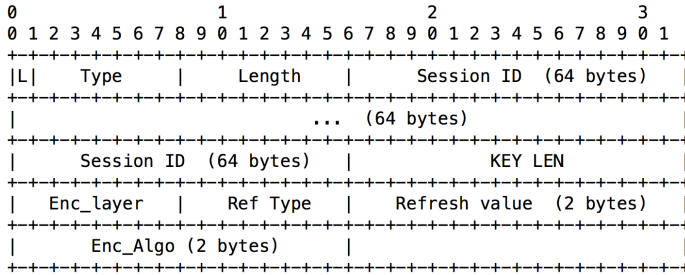 0                   1                   2                   3
0 1 2 3 4 5 6 7 8 9 0 1 2 3 4 5 6 7 8 9 0 1 2 3 4 5 6 7 8 9 0 1
+-+-+-+-+-+-+-+-+-+-+-+-+-+-+-+-+-+-+-+-+-+-+-+-+-+-+-+-+-+-+-+-+
|L|    Type     |     Length    |      Session ID  (64 bytes)   |
+-+-+-+-+-+-+-+-+-+-+-+-+-+-+-+-+-+-+-+-+-+-+-+-+-+-+-+-+-+-+-+-+
|                            ...  (64 bytes)                    |
+-+-+-+-+-+-+-+-+-+-+-+-+-+-+-+-+-+-+-+-+-+-+-+-+-+-+-+-+-+-+-+-+
|      Session ID  (64 bytes)   |             KEY LEN           |
+-+-+-+-+-+-+-+-+-+-+-+-+-+-+-+-+-+-+-+-+-+-+-+-+-+-+-+-+-+-+-+-+
|   Enc_layer   |    Ref Type   |    Refresh value  (2 bytes)   |
+-+-+-+-+-+-+-+-+-+-+-+-+-+-+-+-+-+-+-+-+-+-+-+-+-+-+-+-+-+-+-+-+
|       Enc_Algo (2 bytes)      |                               |
+-+-+-+-+-+-+-+-+-+-+-+-+-+-+-+-+-+-+-+-+-+-+-+-+-+-+-+-+-+-+-+-+